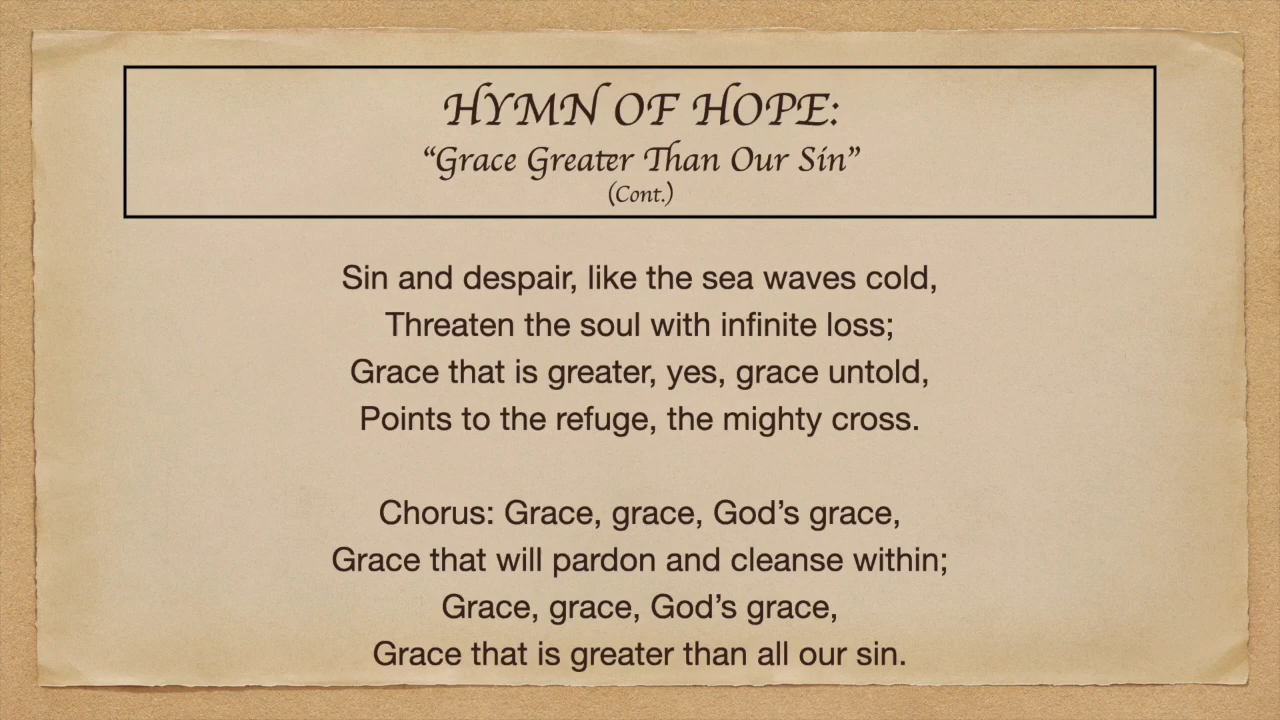 HYMN OF HOPE:
“Grace Greater Than Our Sin”
(Cont.)
Sin and despair, like the sea waves cold,
Threaten the soul with infinite loss;
Grace that is greater, yes, grace untold,
Points to the refuge, the mighty cross.
Chorus: Grace, grace, God’s grace,
Grace that will pardon and cleanse within;
Grace, grace, God’s grace,
Grace that is greater than all our sin.